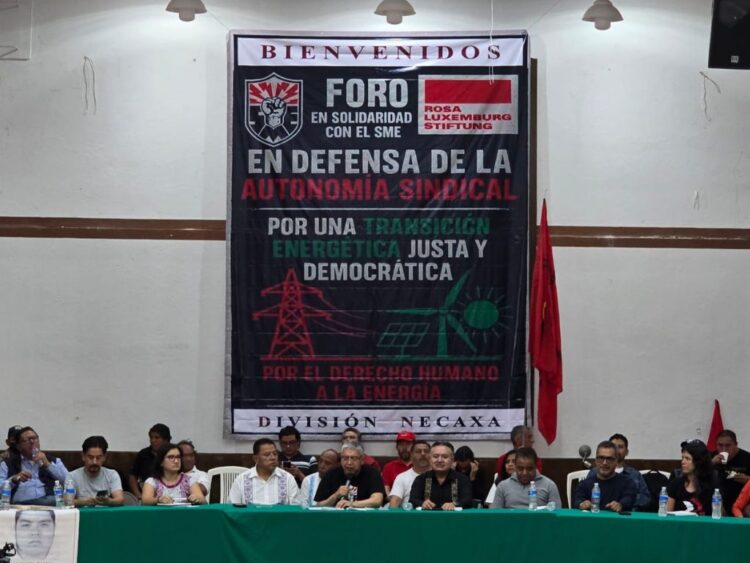 BIENVENIDOS
FORO
EN SOLIDARIDAD
CON EL SME
ROSA
LUXEMBURG
STIFTUNG
EN DEFENSA DE LA
AUTONOMÍA SINDICAL
POR UNA TRANSICIÓN
ENERGÉTICA JUSTA Y
DEMOCRÁTICA
POR EL DERECHO HUMANO
A LA ENERGÍA
DIVISIÓN NECAXA